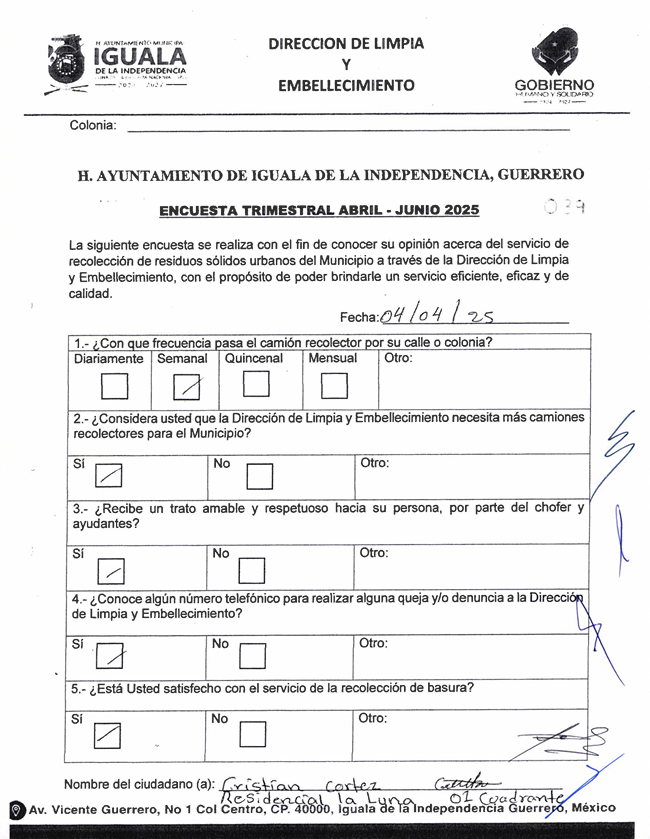 H. AYUNTAMIENTO MUNICIPAL
IGUALA
DE LA INDEPENDENCIA
DIRECCION DE LIMPIA
Y
EMBELLECIMIENTO
GOBIERNO
HUMANO Y SOLIDARIO
Colonia:
H. AYUNTAMIENTO DE IGUALA DE LA INDEPENDENCIA, GUERRERO
ENCUESTA TRIMESTRAL ABRIL - JUNIO 2025
La siguiente encuesta se realiza con el fin de conocer su opinión acerca del servicio de
recolección de residuos sólidos urbanos del Municipio a través de la Dirección de Limpia
y Embellecimiento, con el propósito de poder brindarle un servicio eficiente, eficaz y de
calidad.
Fecha: 04/04/25
1.- ¿Con que frecuencia pasa el camión recolector por su calle o colonia?
Diariamente Semanal Quincenal Mensual Otro:
2.- ¿Considera usted que la Dirección de Limpia y Embellecimiento necesita más camiones
recolectores para el Municipio?
Sí No Otro:
3.- ¿Recibe un trato amable y respetuoso hacia su persona, por parte del chofer y
ayudantes?
Sí No Otro:
4.- ¿Conoce algún número telefónico para realizar alguna queja y/o denuncia a la Dirección
de Limpia y Embellecimiento?
Sí No Otro:
5.- ¿Está Usted satisfecho con el servicio de la recolección de basura?
Sí No Otro:
Nombre del ciudadano (a): Cristian Cortez
Residencial la Luna 01 Cuadrante
Av. Vicente Guerrero, No 1 Col Centro, CP. 40000, Iguala de la Independencia Guerrero, México